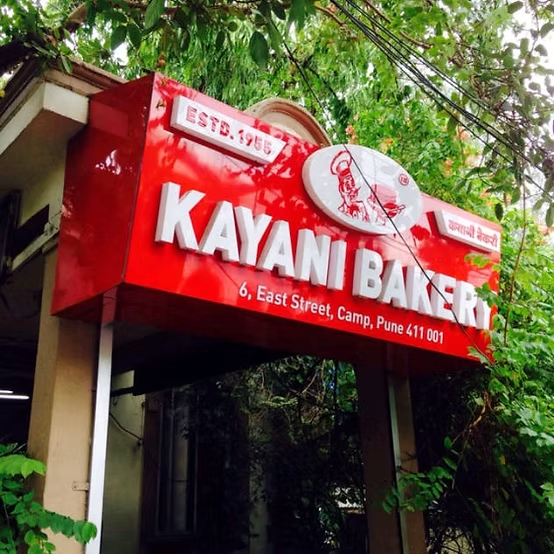 ESTD. 1955
कयानी बेकरी
KAYANI BAKERY
6, East Street, Camp, Pune 411 001